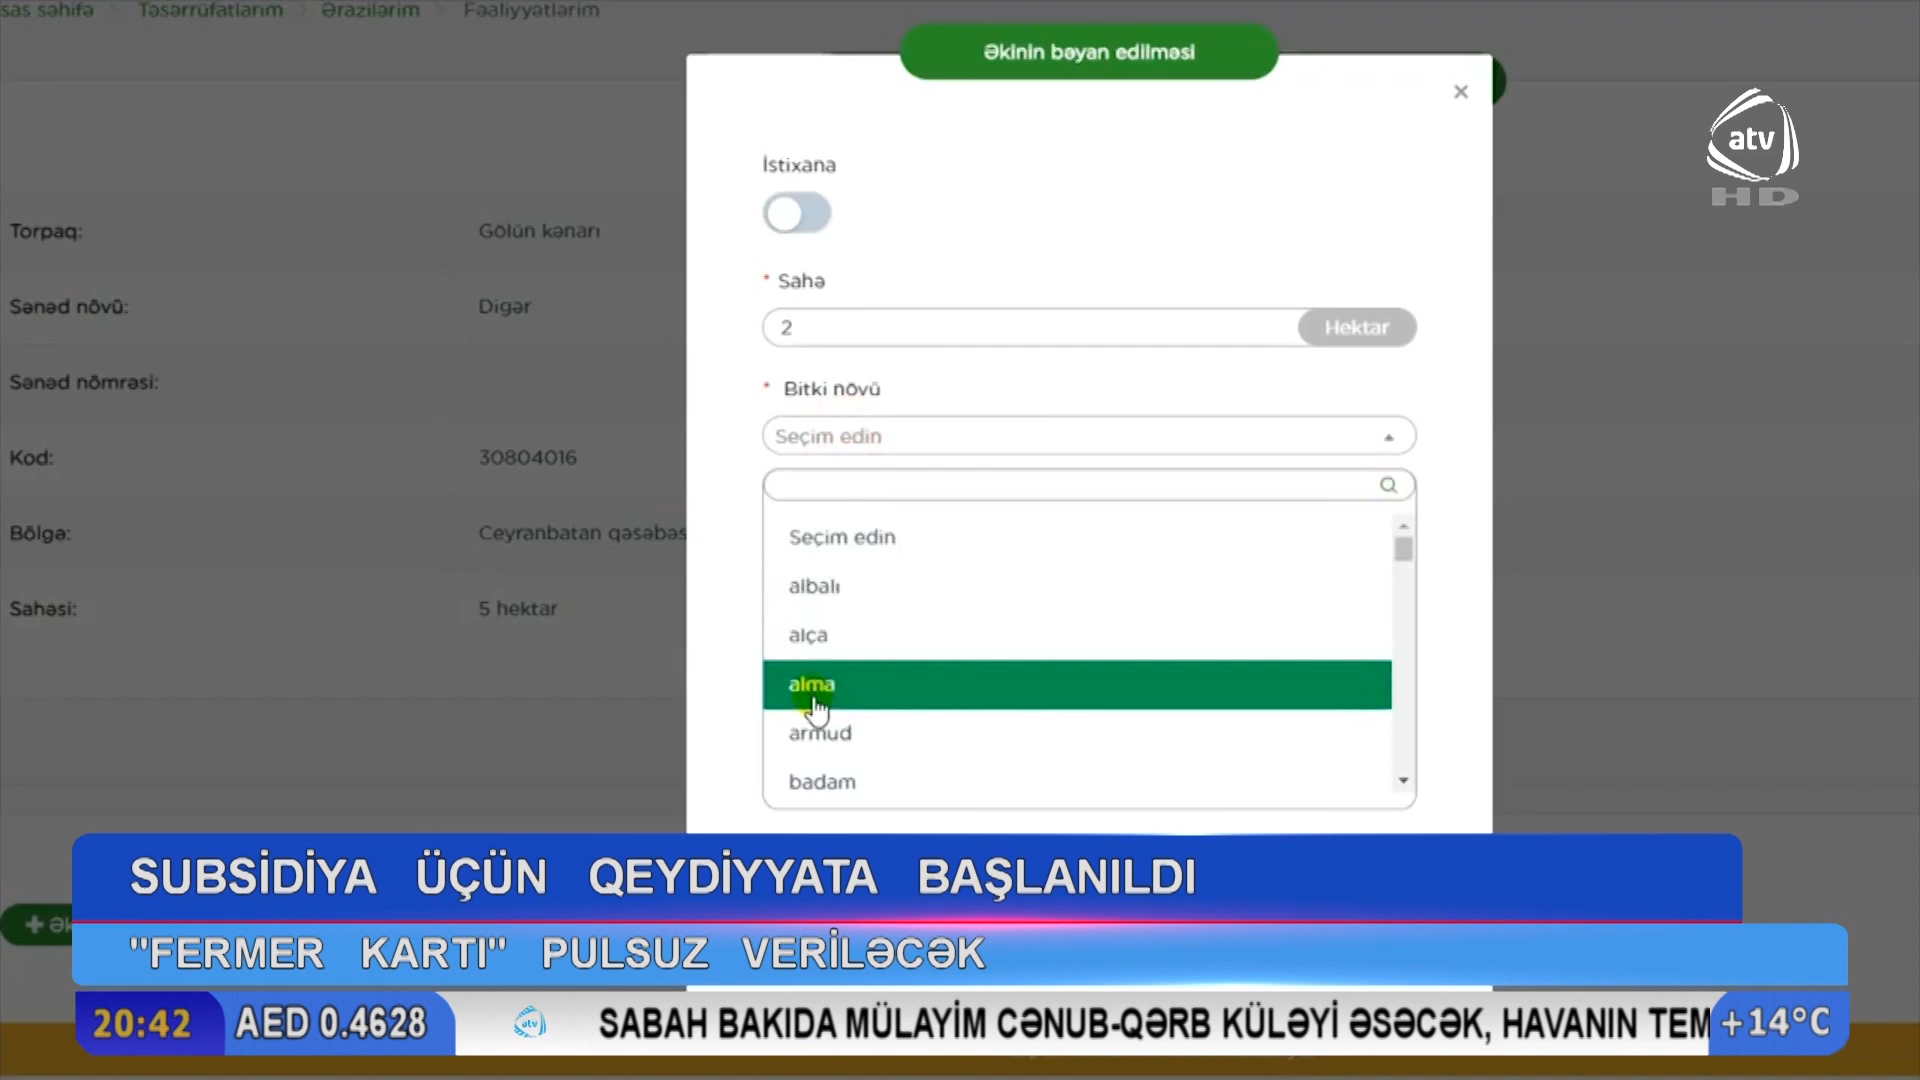 Təsərrüfatlarım
Ərazilərim
Fəaliyyətlərim
Əkinin bəyan edilməsi
×
atv
HD
İstixana
Torpaq:
Gölün kənarı
* Sahə
Sənəd növü:
Digər
2
Hektar
Sənəd nömrəsi:
* Bitki növü
Seçim edin
Kod:
30804016
Seçim edin
Bölgə:
Ceyranbatan
albalı
Sahəsi:
5 hektar
alça
alma
armud
badam
SUBSİDİYA ÜÇÜN QEYDİYYATA BAŞLANILDI
"FERMER KARTI" PULSUZ VERİLƏCƏK
20:42
AED 0.4628
atv
SABAH BAKIDA MÜLAYİM CƏNUB-QƏRB KÜLƏYİ ƏSƏCƏK, HAVANIN TEM
+14°C